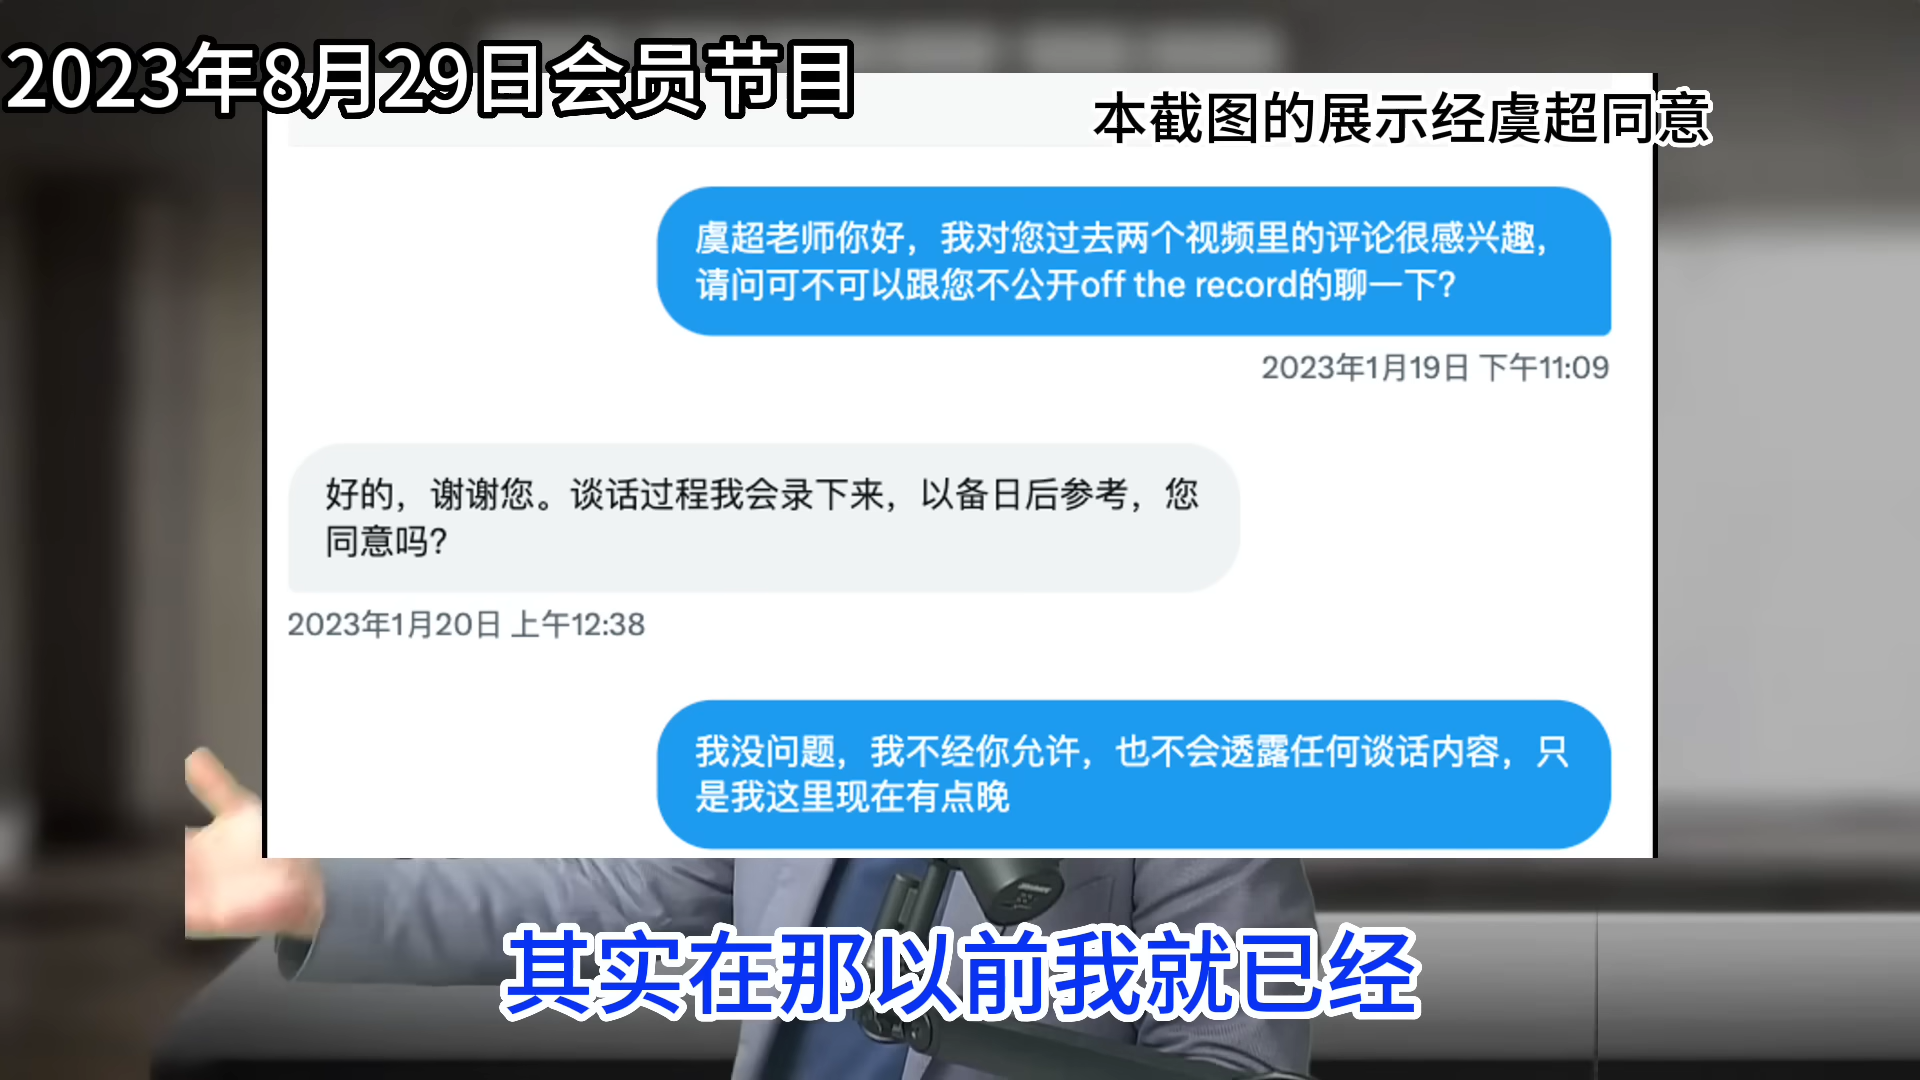 2023年8月29日会员节目
本截图的展示经虞超同意
虞超老师你好，我对您过去两个视频里的评论很感兴趣，
请问可不可以跟您不公开off the record的聊一下？
2023年1月19日 下午11:09
好的，谢谢您。谈话过程我会录下来，以备日后参考，您
同意吗？
2023年1月20日 上午12:38
我没问题，我不经你允许，也不会透露任何谈话内容，只
是我这里现在有点晚
其实在那以前我就已经